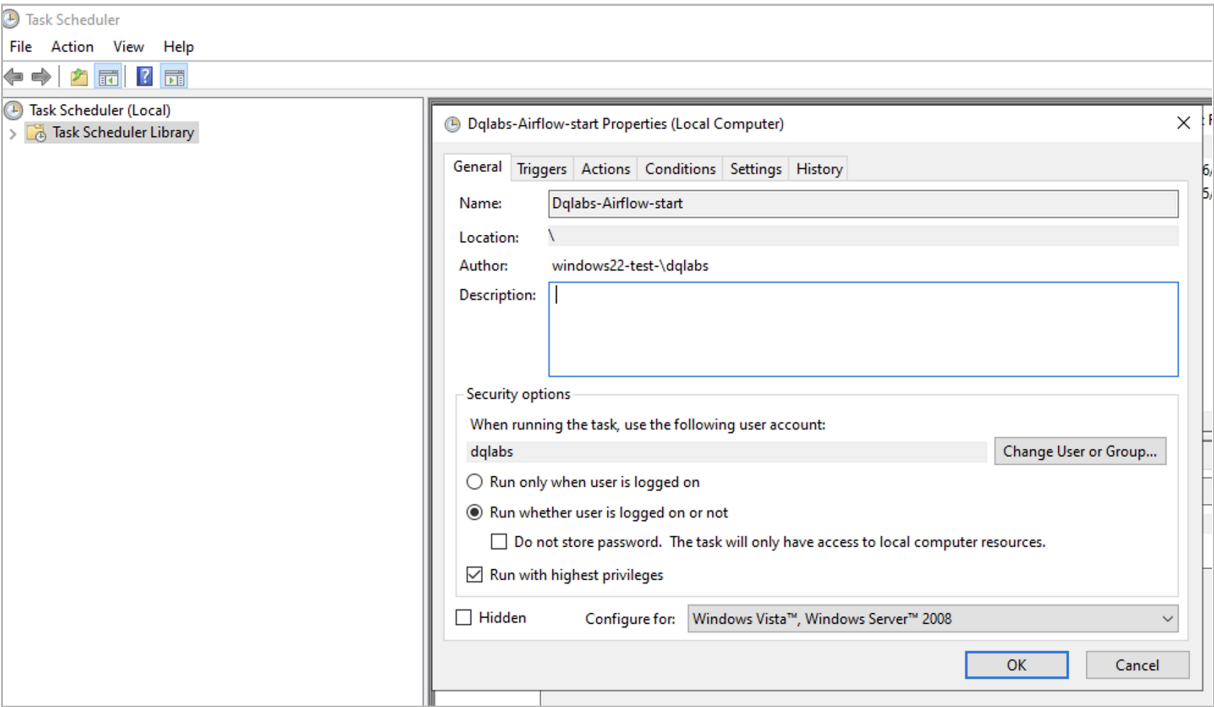 Task Scheduler
File Action View Help
Task Scheduler (Local)
Task Scheduler Library
Dqlabs-Airflow-start Properties (Local Computer)
General Triggers Actions Conditions Settings History
Name: Dqlabs-Airflow-start
Location: \
Author: windows22-test-\dqlabs
Description:
Security options
When running the task, use the following user account:
dqlabs Change User or Group...
Run only when user is logged on
Run whether user is logged on or not
Do not store password. The task will only have access to local computer resources.
Run with highest privileges
Hidden Configure for: Windows Vista™, Windows Server™ 2008
OK Cancel